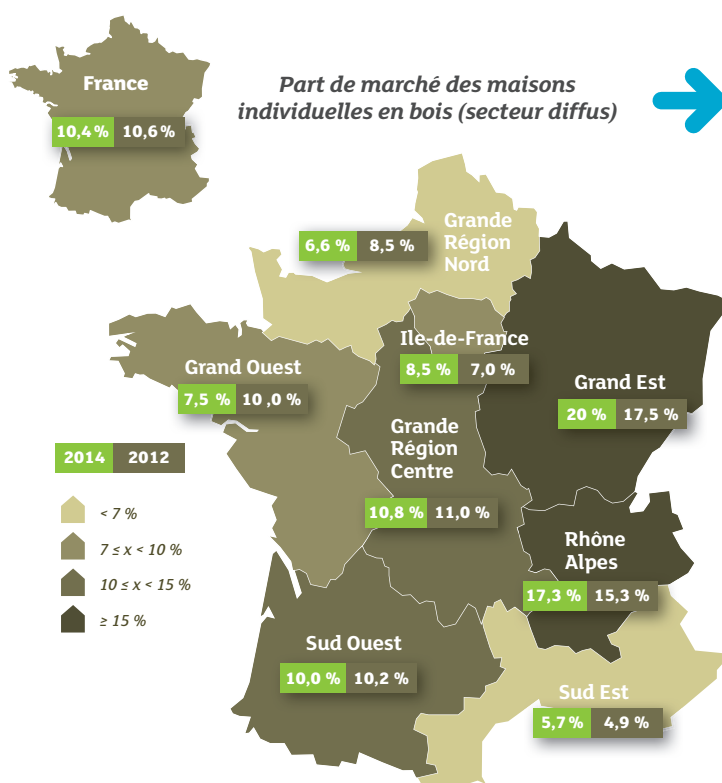 France
10,4 % 10,6 %
Part de marché des maisons
individuelles en bois (secteur diffus)
Grande
Région
Nord
6,6 % 8,5 %
Ile-de-France
8,5 % 7,0 %
Grand Ouest
7,5 % 10 ,0 %
Grand Est
20 % 17,5 %
Grande
Région
Centre
10,8 % 11,0 %
2014 2012
< 7 %
7 ≤ x < 10 %
10 ≤ x < 15 %
≥ 15 %
Rhône
Alpes
17,3 % 15,3 %
Sud Ouest
10,0 % 10,2 %
Sud Est
5,7 % 4,9 %